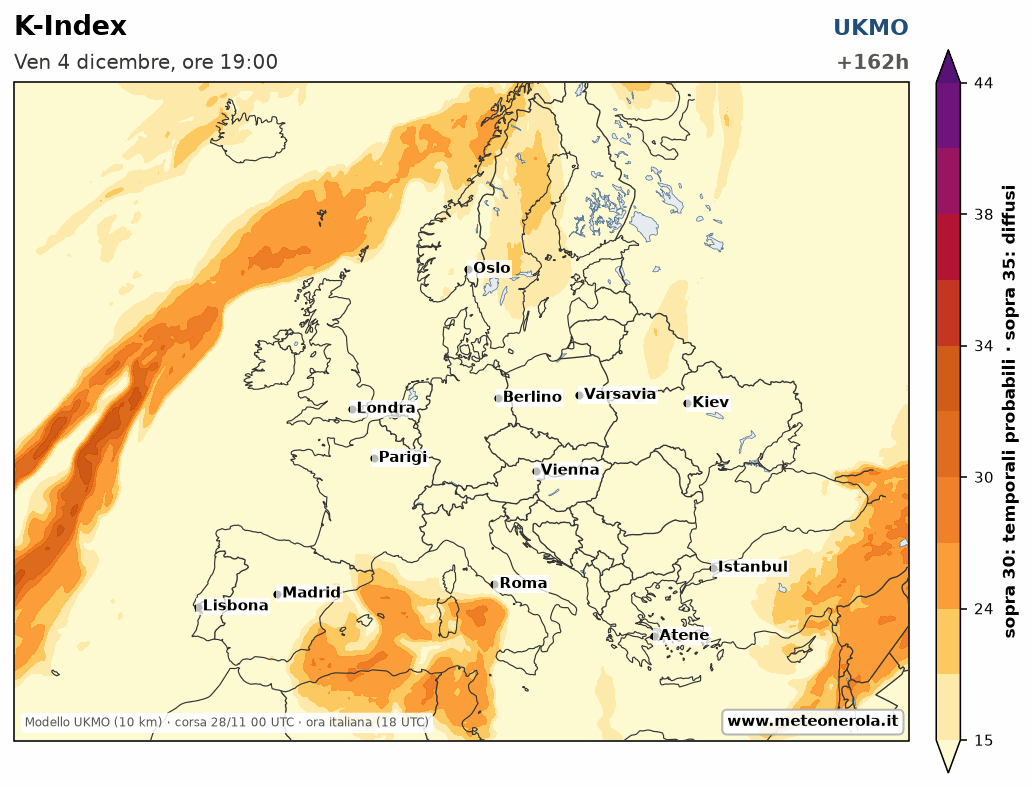 K-Index
UKMO
Ven 4 dicembre, ore 19:00
+162h
Oslo
Londra
Berlino
Varsavia
Kiev
Parigi
Vienna
Istanbul
Roma
Madrid
Lisbona
Atene
Modello UKMO (10 km) · corsa 28/11 00 UTC · ora italiana (18 UTC)
www.meteonerola.it
44
38
34
30
24
15
sopra 30: temporali probabili · sopra 35: diffusi